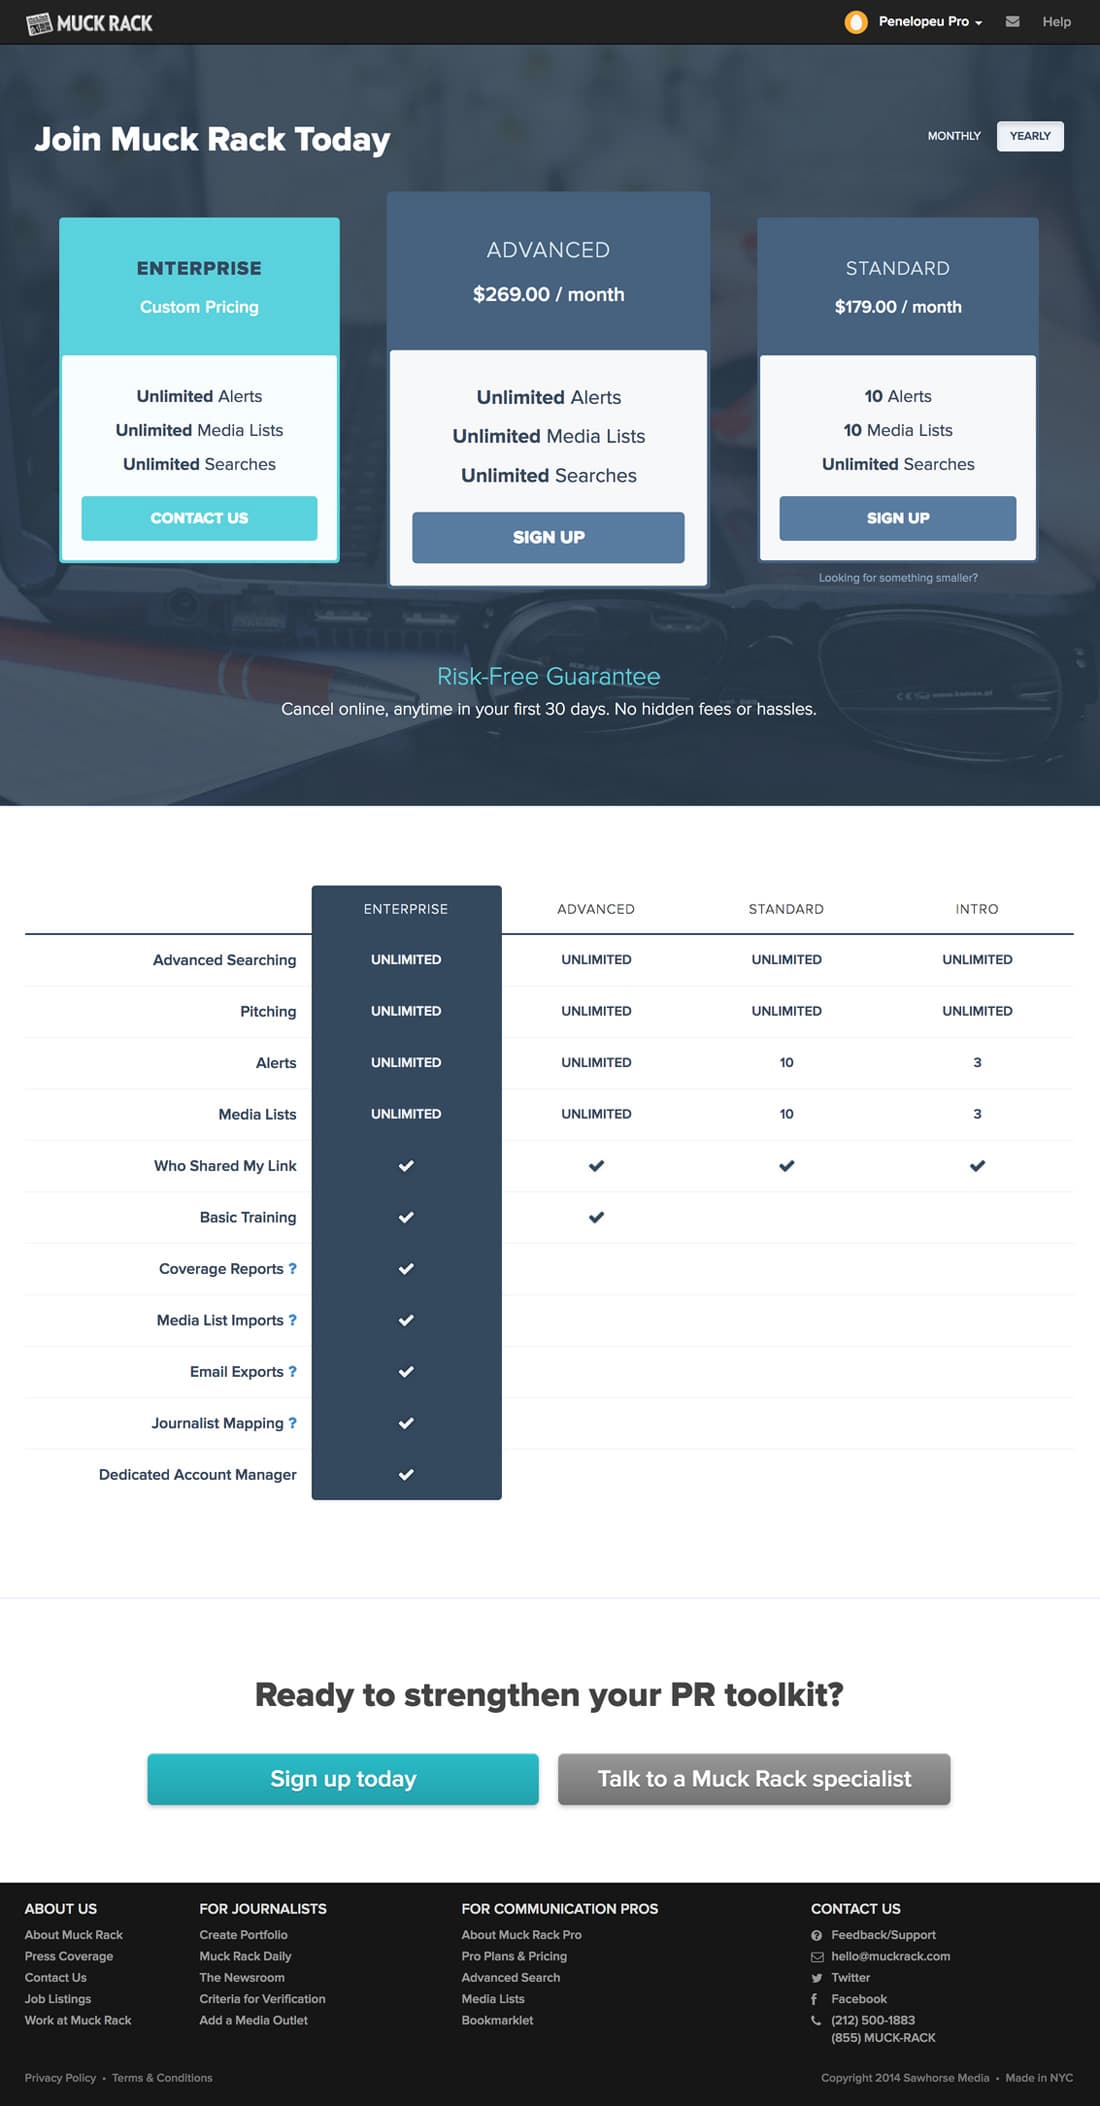 MUCK RACK
Penelopeu Pro
Help
Join Muck Rack Today
MONTHLY
YEARLY
ENTERPRISE
Custom Pricing
Unlimited Alerts
Unlimited Media Lists
Unlimited Searches
CONTACT US
ADVANCED
$269.00 / month
Unlimited Alerts
Unlimited Media Lists
Unlimited Searches
SIGN UP
STANDARD
$179.00 / month
10 Alerts
10 Media Lists
Unlimited Searches
SIGN UP
Looking for something smaller?
Risk-Free Guarantee
Cancel online, anytime in your first 30 days. No hidden fees or hassles.
ENTERPRISE ADVANCED STANDARD INTRO
Advanced Searching UNLIMITED UNLIMITED UNLIMITED UNLIMITED
Pitching UNLIMITED UNLIMITED UNLIMITED UNLIMITED
Alerts UNLIMITED UNLIMITED 10 3
Media Lists UNLIMITED UNLIMITED 10 3
Who Shared My Link ✔ ✔ ✔ ✔
Basic Training ✔ ✔
Coverage Reports ? ✔
Media List Imports ? ✔
Email Exports ? ✔
Journalist Mapping ? ✔
Dedicated Account Manager ✔
Ready to strengthen your PR toolkit?
Sign up today
Talk to a Muck Rack specialist
ABOUT US
About Muck Rack
Press Coverage
Contact Us
Job Listings
Work at Muck Rack
FOR JOURNALISTS
Create Portfolio
Muck Rack Daily
The Newsroom
Criteria for Verification
Add a Media Outlet
FOR COMMUNICATION PROS
About Muck Rack Pro
Pro Plans & Pricing
Advanced Search
Media Lists
Bookmarklet
CONTACT US
Feedback/Support
hello@muckrack.com
Twitter
Facebook
(212) 500-1883
(855) MUCK-RACK
Privacy Policy • Terms & Conditions
Copyright 2014 Sawhorse Media • Made in NYC